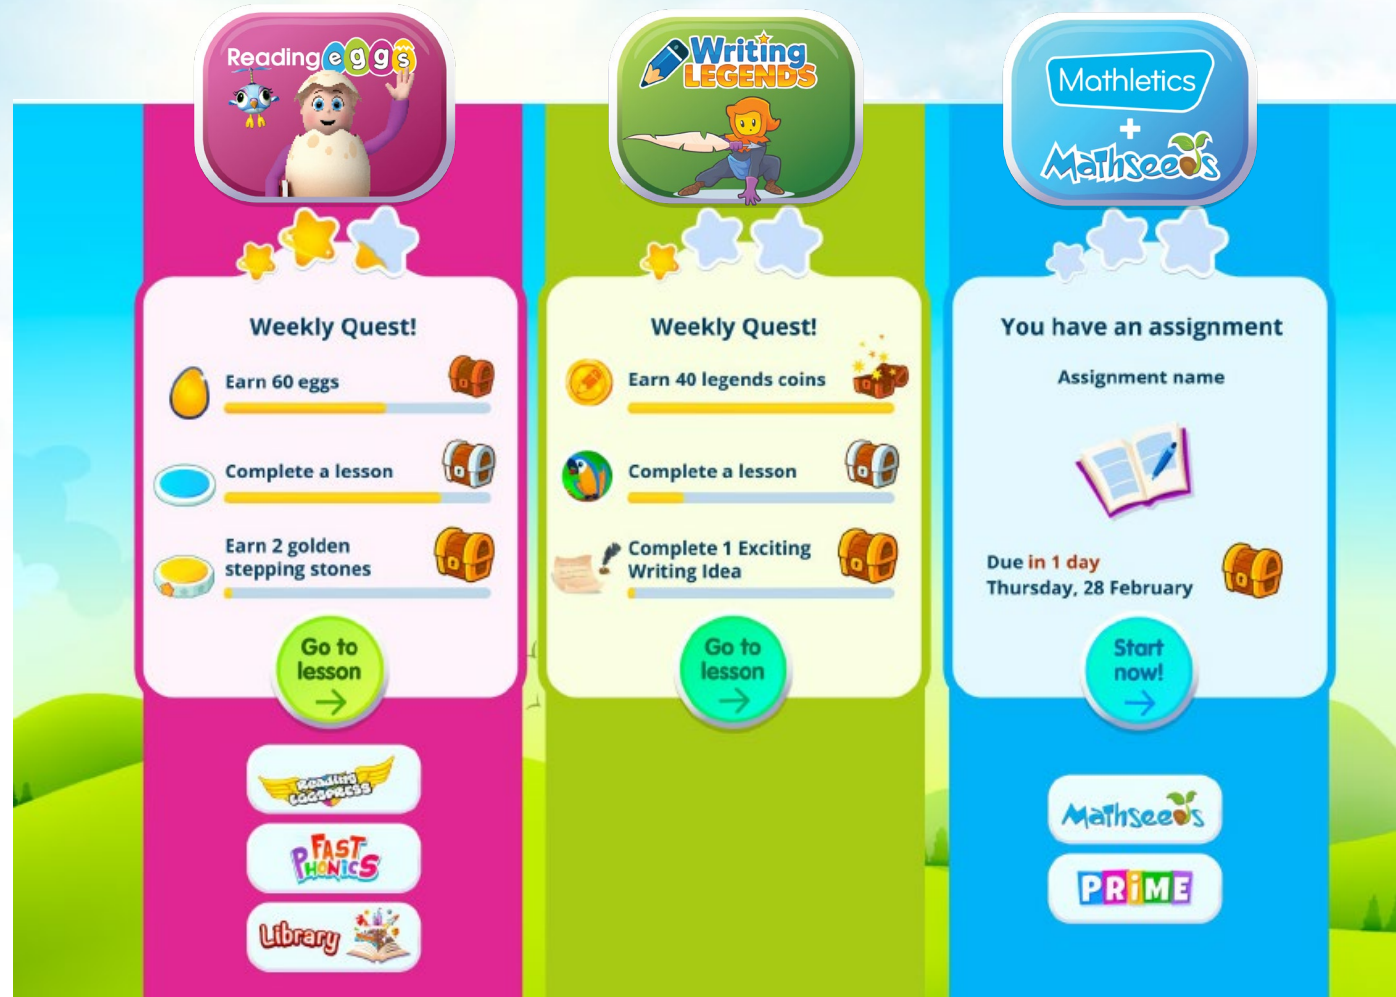 Reading eggs
Weekly Quest!
Earn 60 eggs
Complete a lesson
Earn 2 golden
stepping stones
Go to
lesson
Reading
Eggspress
Fast
Phonics
Library
Writing
LEGENDS
Weekly Quest!
Earn 40 legends coins
Complete a lesson
Complete 1 Exciting
Writing Idea
Go to
lesson
Mathletics
+
Mathseeds
You have an assignment
Assignment name
Due in 1 day
Thursday, 28 February
Start
now!
Mathseeds
PRiME